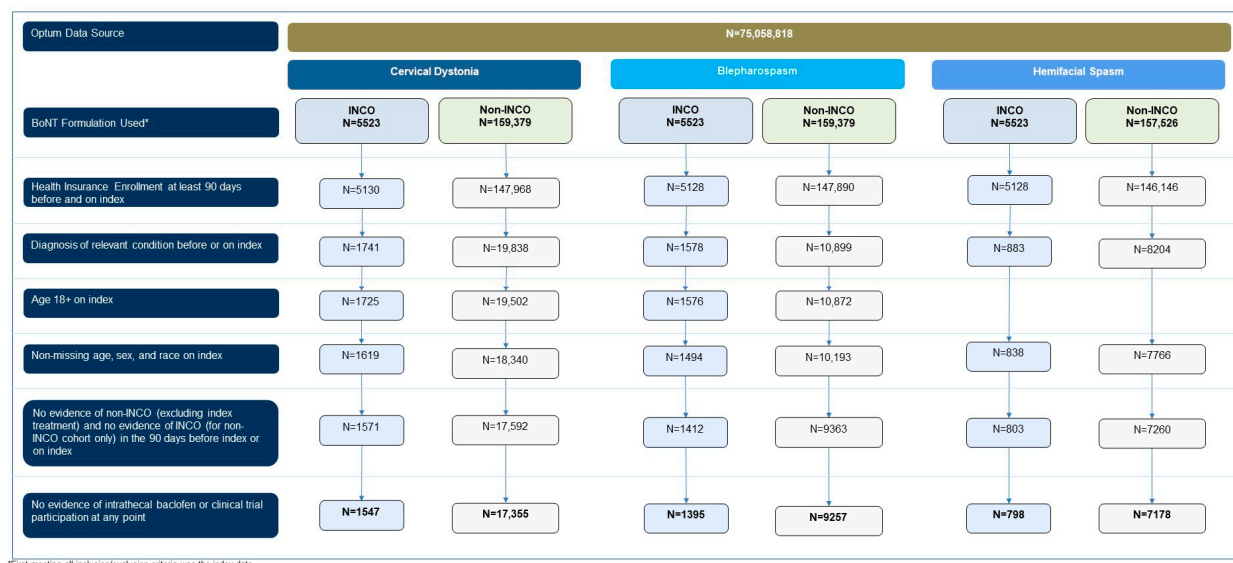 Optum Data Source
N=75,058,818
Cervical Dystonia
Blepharospasm
Hemifacial Spasm
BoNT Formulation Used*
INCO
N=5523
Non-INCO
N=159,379
INCO
N=5523
Non-INCO
N=159,379
INCO
N=5523
Non-INCO
N=157,526
Health Insurance Enrollment at least 90 days
before and on index
N=5130
N=147,968
N=5128
N=147,890
N=5128
N=146,146
Diagnosis of relevant condition before or on index
N=1741
N=19,838
N=1578
N=10,899
N=883
N=8204
Age 18+ on index
N=1725
N=19,502
N=1576
N=10,872
Non-missing age, sex, and race on index
N=1619
N=18,340
N=1494
N=10,193
N=838
N=7766
No evidence of non-INCO (excluding index
treatment) and no evidence of INCO (for non-
INCO cohort only) in the 90 days before index or
on index
N=1571
N=17,592
N=1412
N=9363
N=803
N=7260
No evidence of intrathecal baclofen or clinical trial
participation at any point
N=1547
N=17,355
N=1395
N=9257
N=798
N=7178